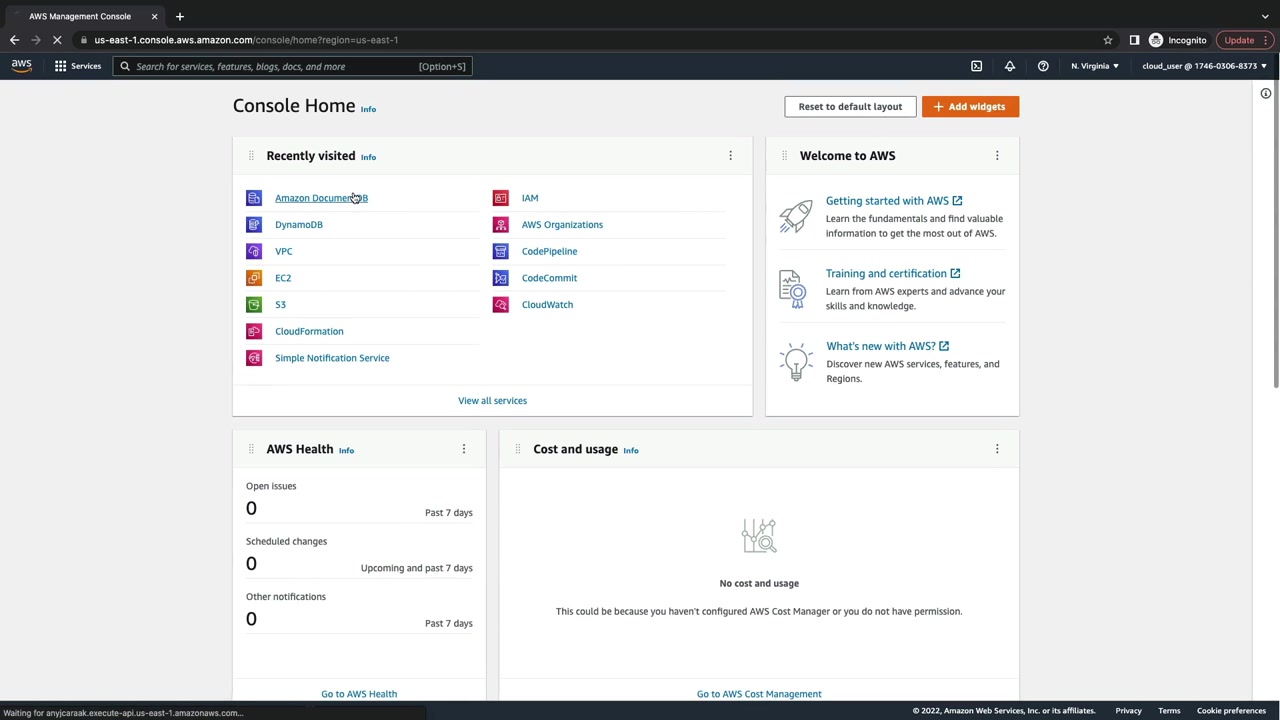 AWS Management Console
us-east-1.console.aws.amazon.com/console/home?region=us-east-1
Incognito
Update
aws
Services
Search for services, features, blogs, docs, and more
[Option+S]
N. Virginia
cloud_user @ 1746-0306-8373
Console Home Info
Reset to default layout
Add widgets
Recently visited Info
Amazon DocumentDB
DynamoDB
VPC
EC2
S3
CloudFormation
Simple Notification Service
IAM
AWS Organizations
CodePipeline
CodeCommit
CloudWatch
View all services
Welcome to AWS
Getting started with AWS
Learn the fundamentals and find valuable
information to get the most out of AWS.
Training and certification
Learn from AWS experts and advance your
skills and knowledge.
What's new with AWS?
Discover new AWS services, features, and
Regions.
AWS Health Info
Open issues
0
Past 7 days
Scheduled changes
0
Upcoming and past 7 days
Other notifications
0
Past 7 days
Go to AWS Health
Cost and usage Info
No cost and usage
This could be because you haven't configured AWS Cost Manager or you do not have permission.
Go to AWS Cost Management
Waiting for anyjcaraak.execute-api.us-east-1.amazonaws.com...
© 2022, Amazon Web Services, Inc. or its affiliates.
Privacy
Terms
Cookie preferences